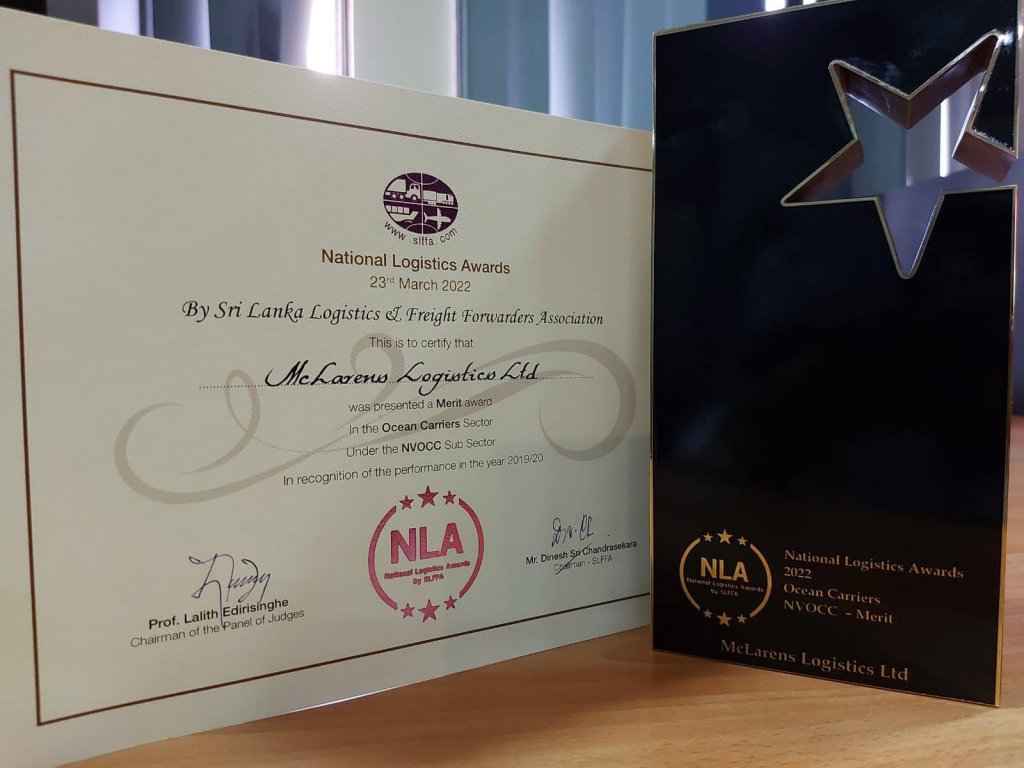 www.slffa.com
National Logistics Awards
23rd March 2022
By Sri Lanka Logistics & Freight Forwarders Association
This is to certify that
McLarens Logistics Ltd
was presented a Merit award
In the Ocean Carriers Sector
Under the NVOCC Sub Sector
In recognition of the performance in the year 2019/20
NLA
National Logistics Awards
by SLFFA
Prof. Lalith Edirisinghe
Chairman of the Panel of Judges
Mr. Dinesh Sri Chandrasekara
Chairman - SLFFA
NLA
National Logistics Awards
by SLFFA
National Logistics Awards
2022
Ocean Carriers
NVOCC - Merit
McLarens Logistics Ltd